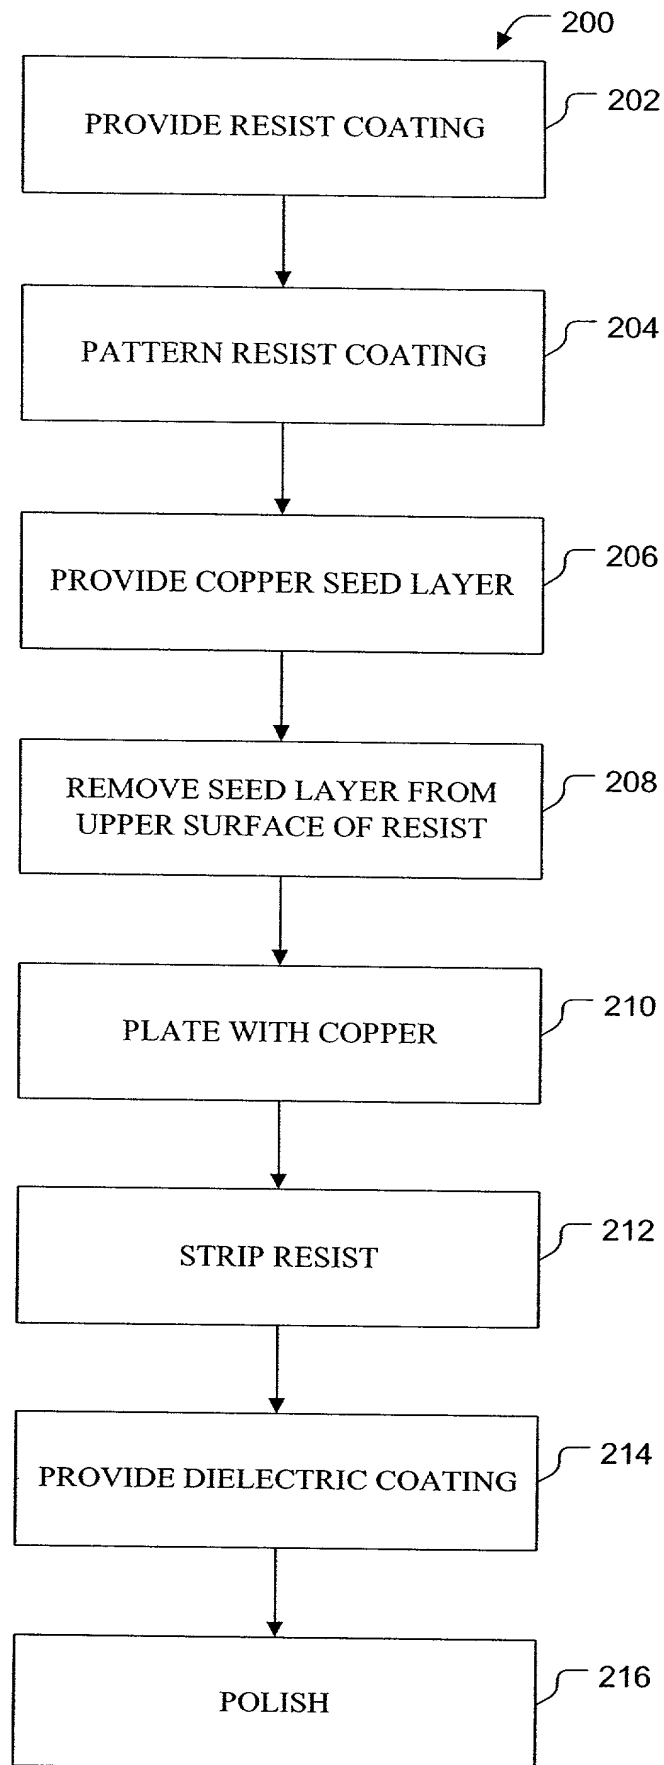 200
PROVIDE RESIST COATING
202
PATTERN RESIST COATING
204
PROVIDE COPPER SEED LAYER
206
REMOVE SEED LAYER FROM
UPPER SURFACE OF RESIST
208
PLATE WITH COPPER
210
STRIP RESIST
212
PROVIDE DIELECTRIC COATING
214
POLISH
216